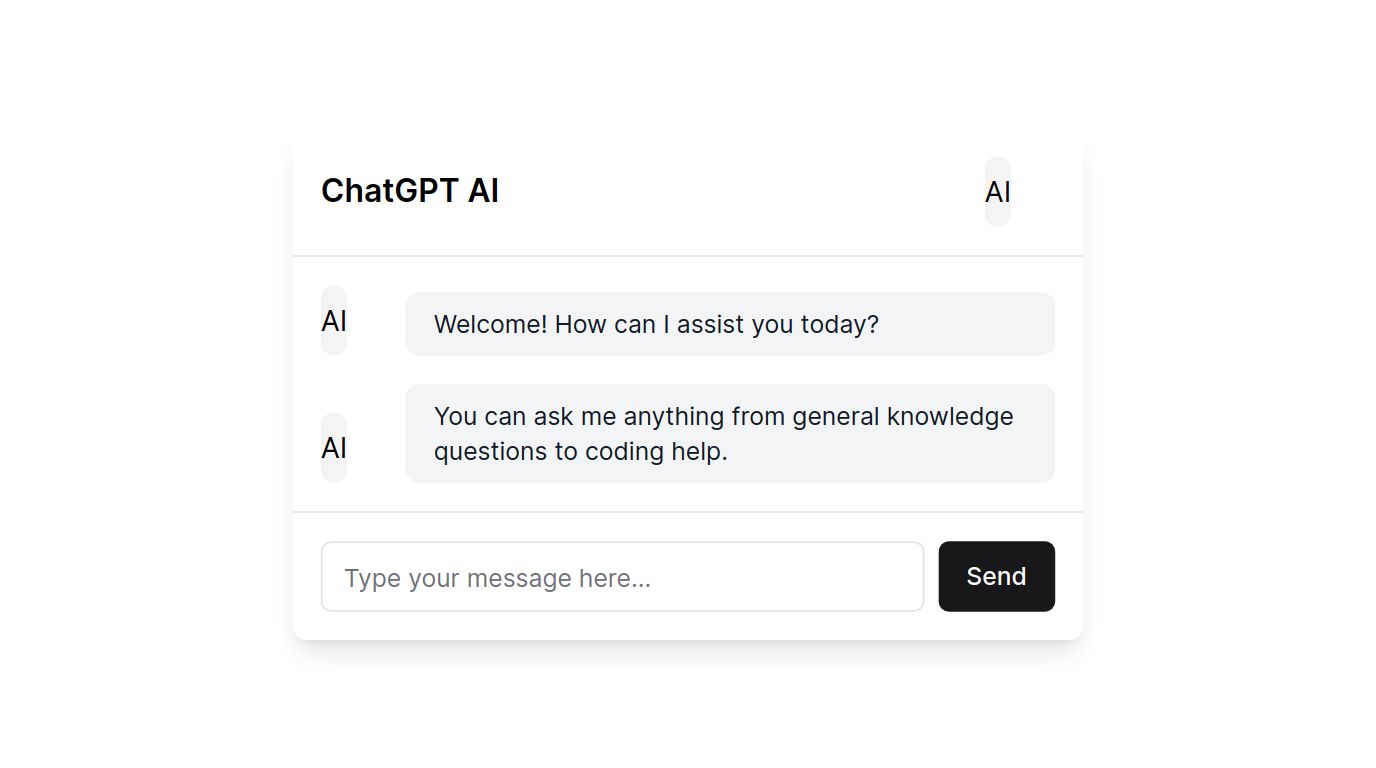 ChatGPT AI
AI
AI
Welcome! How can I assist you today?
AI
You can ask me anything from general knowledge
questions to coding help.
Type your message here...
Send